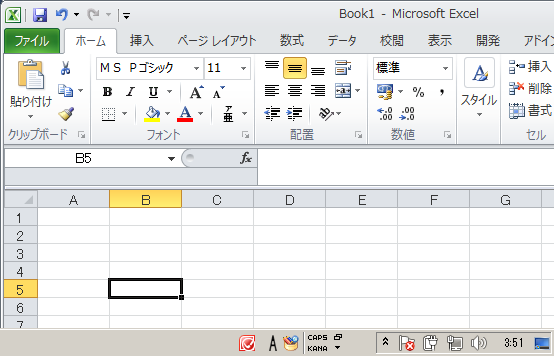 Book1 - Microsoft Excel
ファイル ホーム 挿入 ページ レイアウト 数式 データ 校閲 表示 開発 アドイン
ＭＳ Ｐゴシック 11 標準 挿入
貼り付け B I U A A スタイル 削除
A ア亜 % , 書式
クリップボード フォント 配置 数値 セル
B5 fx
A B C D E F G
1
2
3
4
5
6
7
A CAPS KANA 3:51